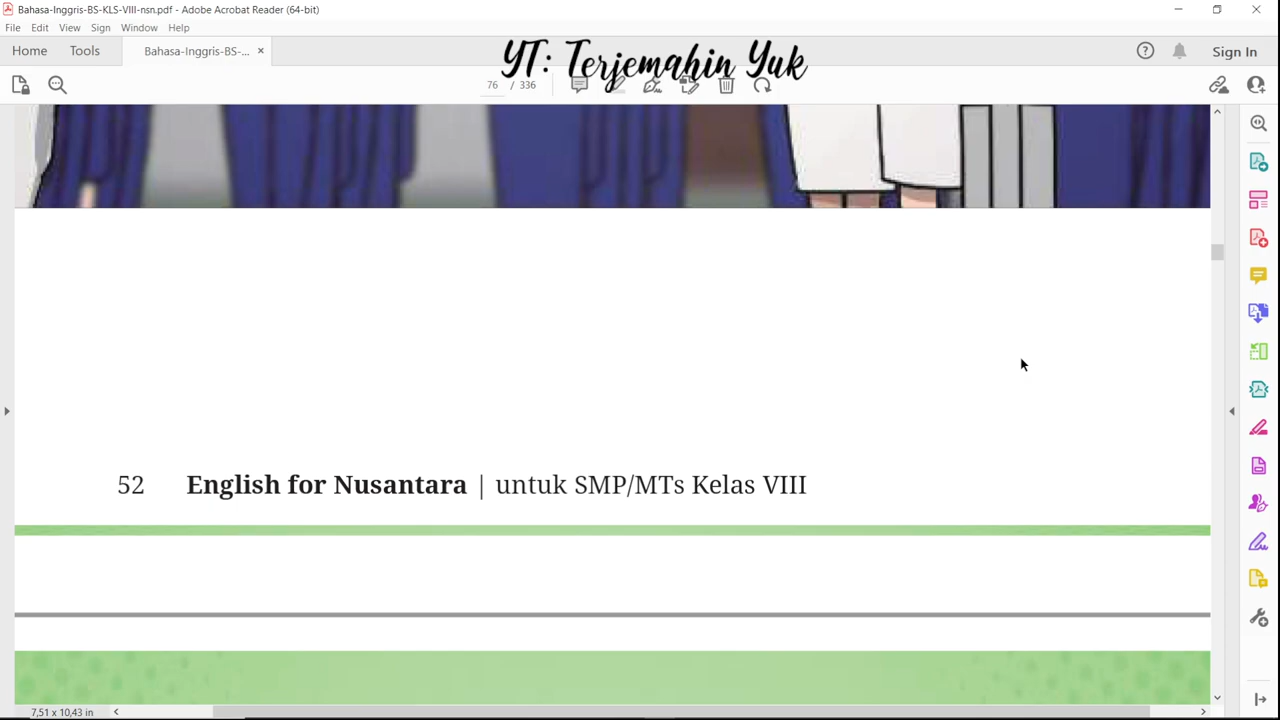 Bahasa-Inggris-BS-KLS-VIII-nsn.pdf - Adobe Acrobat Reader (64-bit)
File Edit View Sign Window Help
Home Tools Bahasa-Inggris-BS-... × Sign In
YT: Terjemahin Yuk
76 / 336
52 English for Nusantara | untuk SMP/MTs Kelas VIII
7,51 x 10,43 in